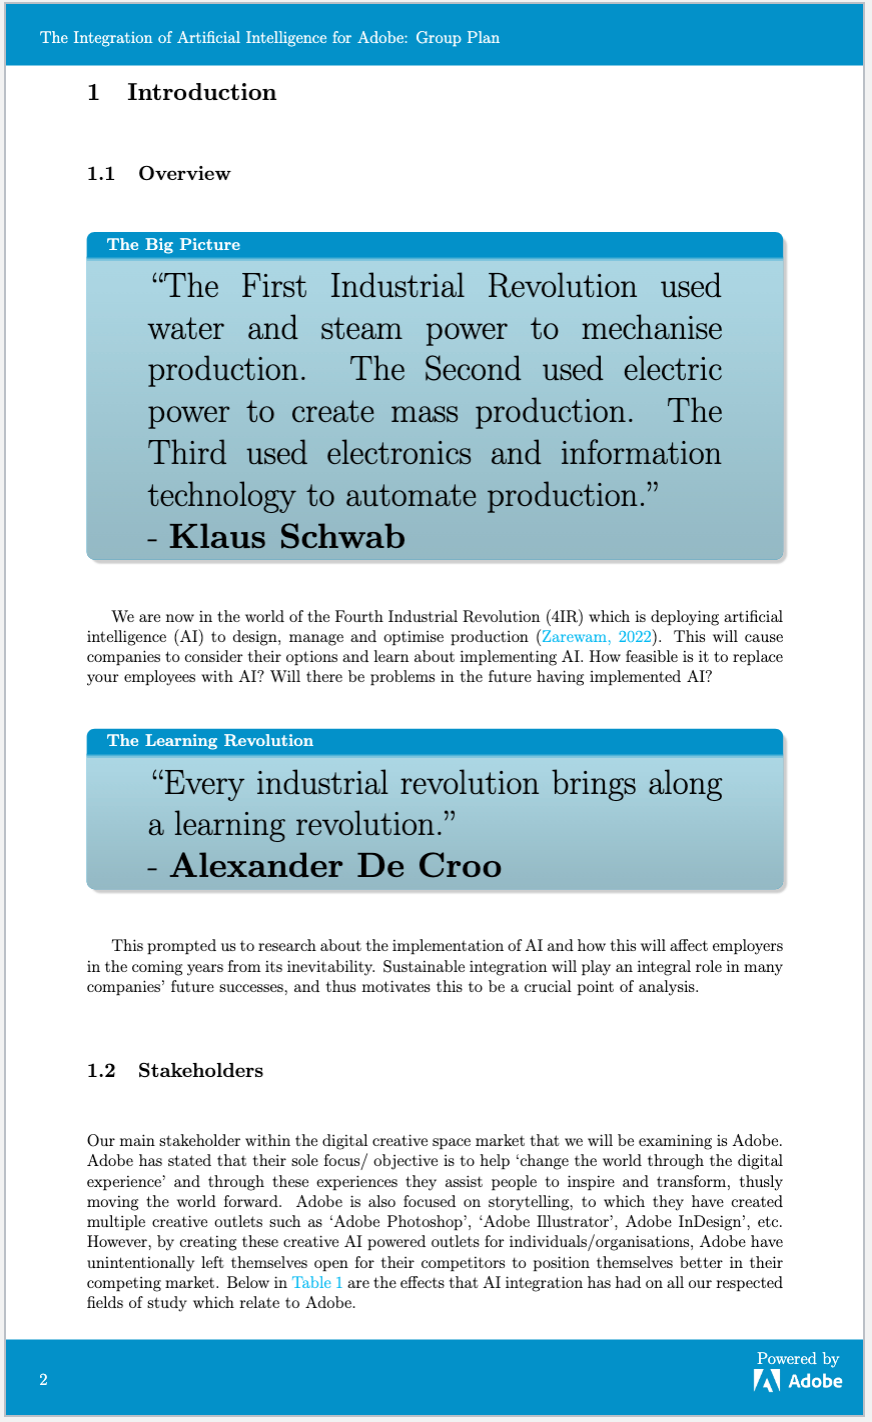 The Integration of Artificial Intelligence for Adobe: Group Plan
1 Introduction
1.1 Overview
The Big Picture
“The First Industrial Revolution used
water and steam power to mechanise
production. The Second used electric
power to create mass production. The
Third used electronics and information
technology to automate production.”
- Klaus Schwab
We are now in the world of the Fourth Industrial Revolution (4IR) which is deploying artificial
intelligence (AI) to design, manage and optimise production (Zarewam, 2022). This will cause
companies to consider their options and learn about implementing AI. How feasible is it to replace
your employees with AI? Will there be problems in the future having implemented AI?
The Learning Revolution
“Every industrial revolution brings along
a learning revolution.”
- Alexander De Croo
This prompted us to research about the implementation of AI and how this will affect employers
in the coming years from its inevitability. Sustainable integration will play an integral role in many
companies’ future successes, and thus motivates this to be a crucial point of analysis.
1.2 Stakeholders
Our main stakeholder within the digital creative space market that we will be examining is Adobe.
Adobe has stated that their sole focus/ objective is to help ‘change the world through the digital
experience’ and through these experiences they assist people to inspire and transform, thusly
moving the world forward. Adobe is also focused on storytelling, to which they have created
multiple creative outlets such as ‘Adobe Photoshop’, ‘Adobe Illustrator’, Adobe InDesign’, etc.
However, by creating these creative AI powered outlets for individuals/organisations, Adobe have
unintentionally left themselves open for their competitors to position themselves better in their
competing market. Below in Table 1 are the effects that AI integration has had on all our respected
fields of study which relate to Adobe.
2
Powered by
Adobe